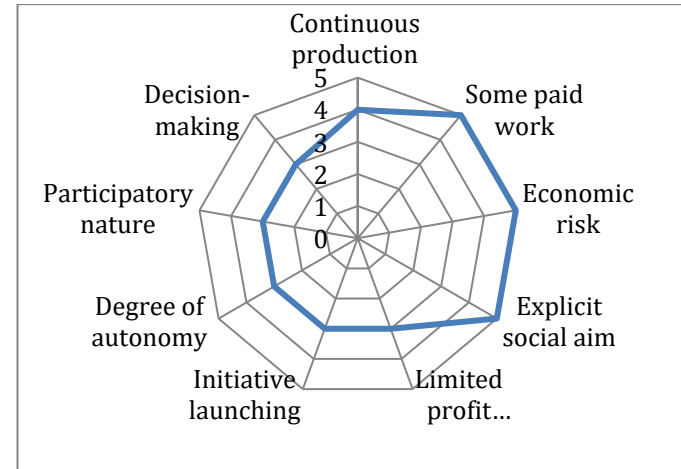 Continuous
production
5
4
3
2
1
0
Some paid
work
Economic
risk
Explicit
social aim
Limited
profit…
Initiative
launching
Degree of
autonomy
Participatory
nature
Decision-
making